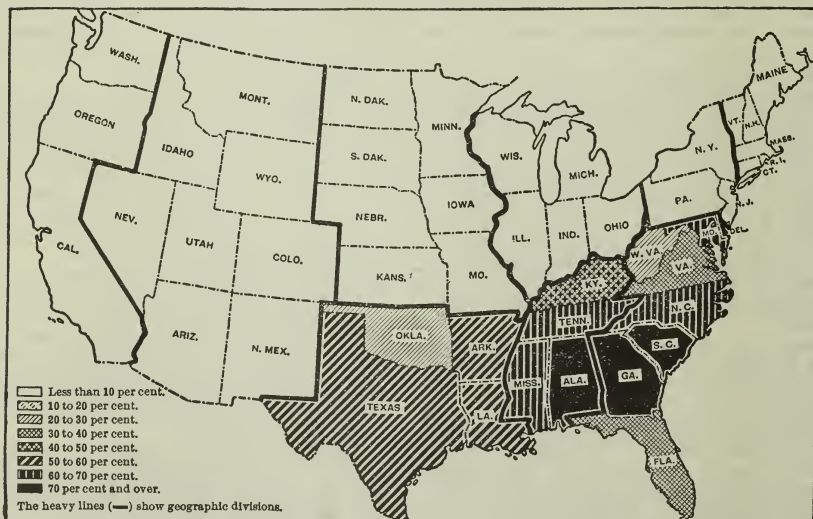 WASH.
MAINE
MONT.
N. DAK.
MINN.
VT.
N.H.
OREGON
MASS.
IDAHO
S. DAK.
WIS.
N. Y.
R. I.
CT.
WYO.
MICH.
PA.
N. J.
NEBR.
IOWA
NEV.
OHIO
ILL.
IND.
MD.
DEL.
UTAH
COLO.
W. VA.
CAL.
KANS.
MO.
VA.
KY.
N. C.
TENN.
ARIZ.
N. MEX.
OKLA.
ARK.
S. C.
MISS.
ALA.
GA.
TEXAS
LA.
FLA.
Less than 10 per cent.
10 to 20 per cent.
20 to 30 per cent.
30 to 40 per cent.
40 to 50 per cent.
50 to 60 per cent.
60 to 70 per cent.
70 per cent and over.
The heavy lines (—) show geographic divisions.